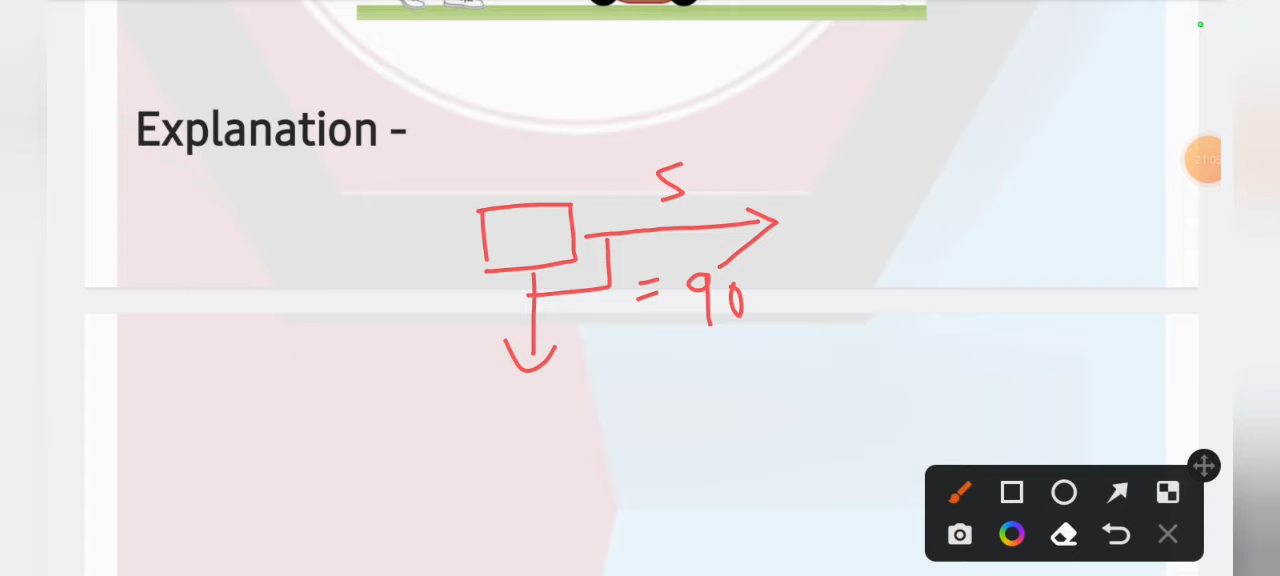 Explanation -
S
= 90